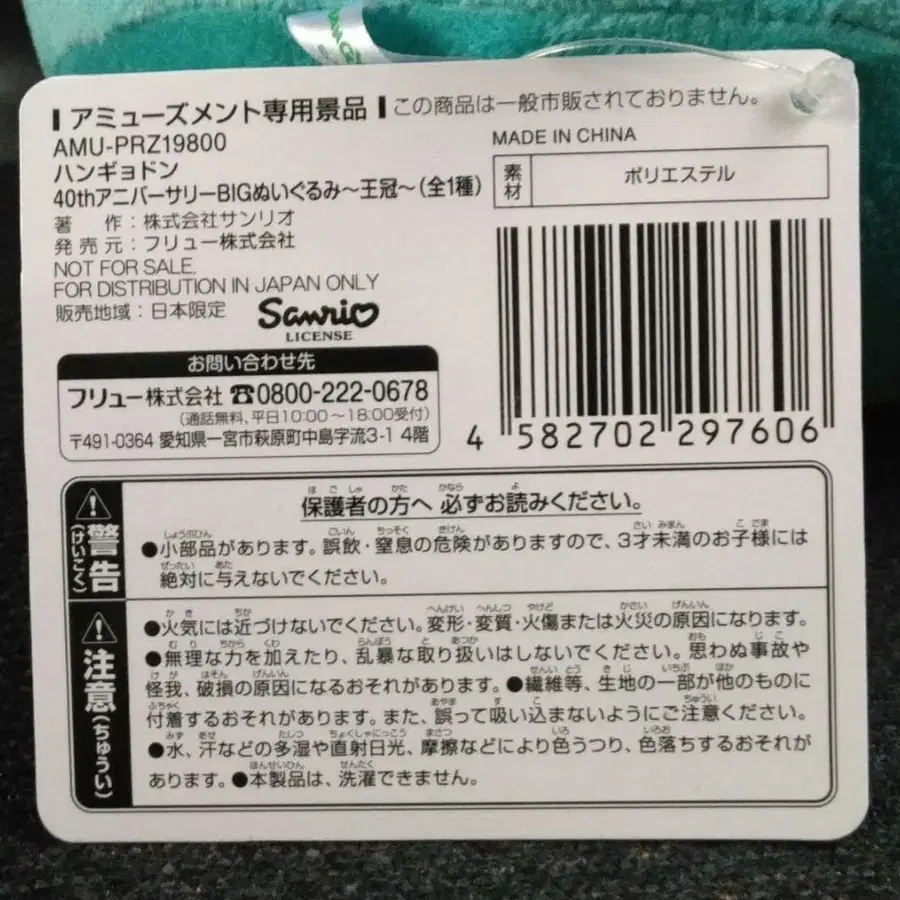 アミューズメント専用景品 この商品は一般市販されておりません。
AMU-PRZ19800
ハンギョドン
40thアニバーサリーBIGぬいぐるみ～王冠～(全1種)
著 作：株式会社サンリオ
発売元：フリュー株式会社
NOT FOR SALE.
FOR DISTRIBUTION IN JAPAN ONLY
販売地域：日本限定
Sanrio
LICENSE
MADE IN CHINA
素材 ポリエステル
4 582702 297606
お問い合わせ先
フリュー株式会社 ☎0800-222-0678
(通話無料,平日10:00～18:00受付)
〒491-0364 愛知県一宮市萩原町中島字流3-1 4階
警告(けいこく)
保護者の方へ 必ずお読みください。
●小部品があります。誤飲・窒息の危険がありますので、3才未満のお子様には
絶対に与えないでください。
注意(ちゅうい)
●火気には近づけないでください。変形・変質・火傷または火災の原因になります。
●無理な力を加えたり、乱暴な取り扱いはしないでください。思わぬ事故や
怪我、破損の原因になるおそれがあります。●繊維等、生地の一部が他のものに
付着するおそれがあります。また、誤って吸い込まないようにご注意ください。
●水、汗などの多湿や直射日光、摩擦などにより色うつり、色落ちするおそれが
あります。●本製品は、洗濯できません。